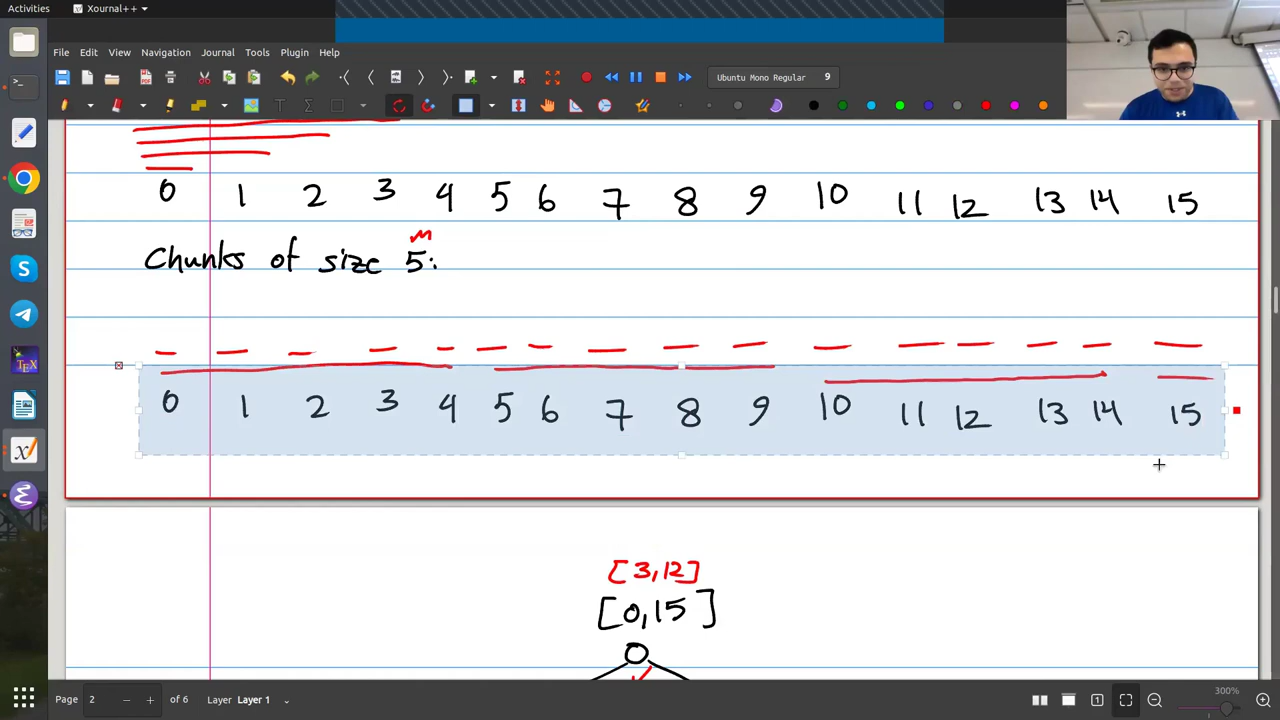 Activities Xournal++
File Edit View Navigation Journal Tools Plugin Help
Ubuntu Mono Regular 9
0 1 2 3 4 5 6 7 8 9 10 11 12 13 14 15
m
Chunks of size 5:
0 1 2 3 4 5 6 7 8 9 10 11 12 13 14 15
[3,12]
[0,15]
0
Page 2 of 6 Layer Layer 1 300%